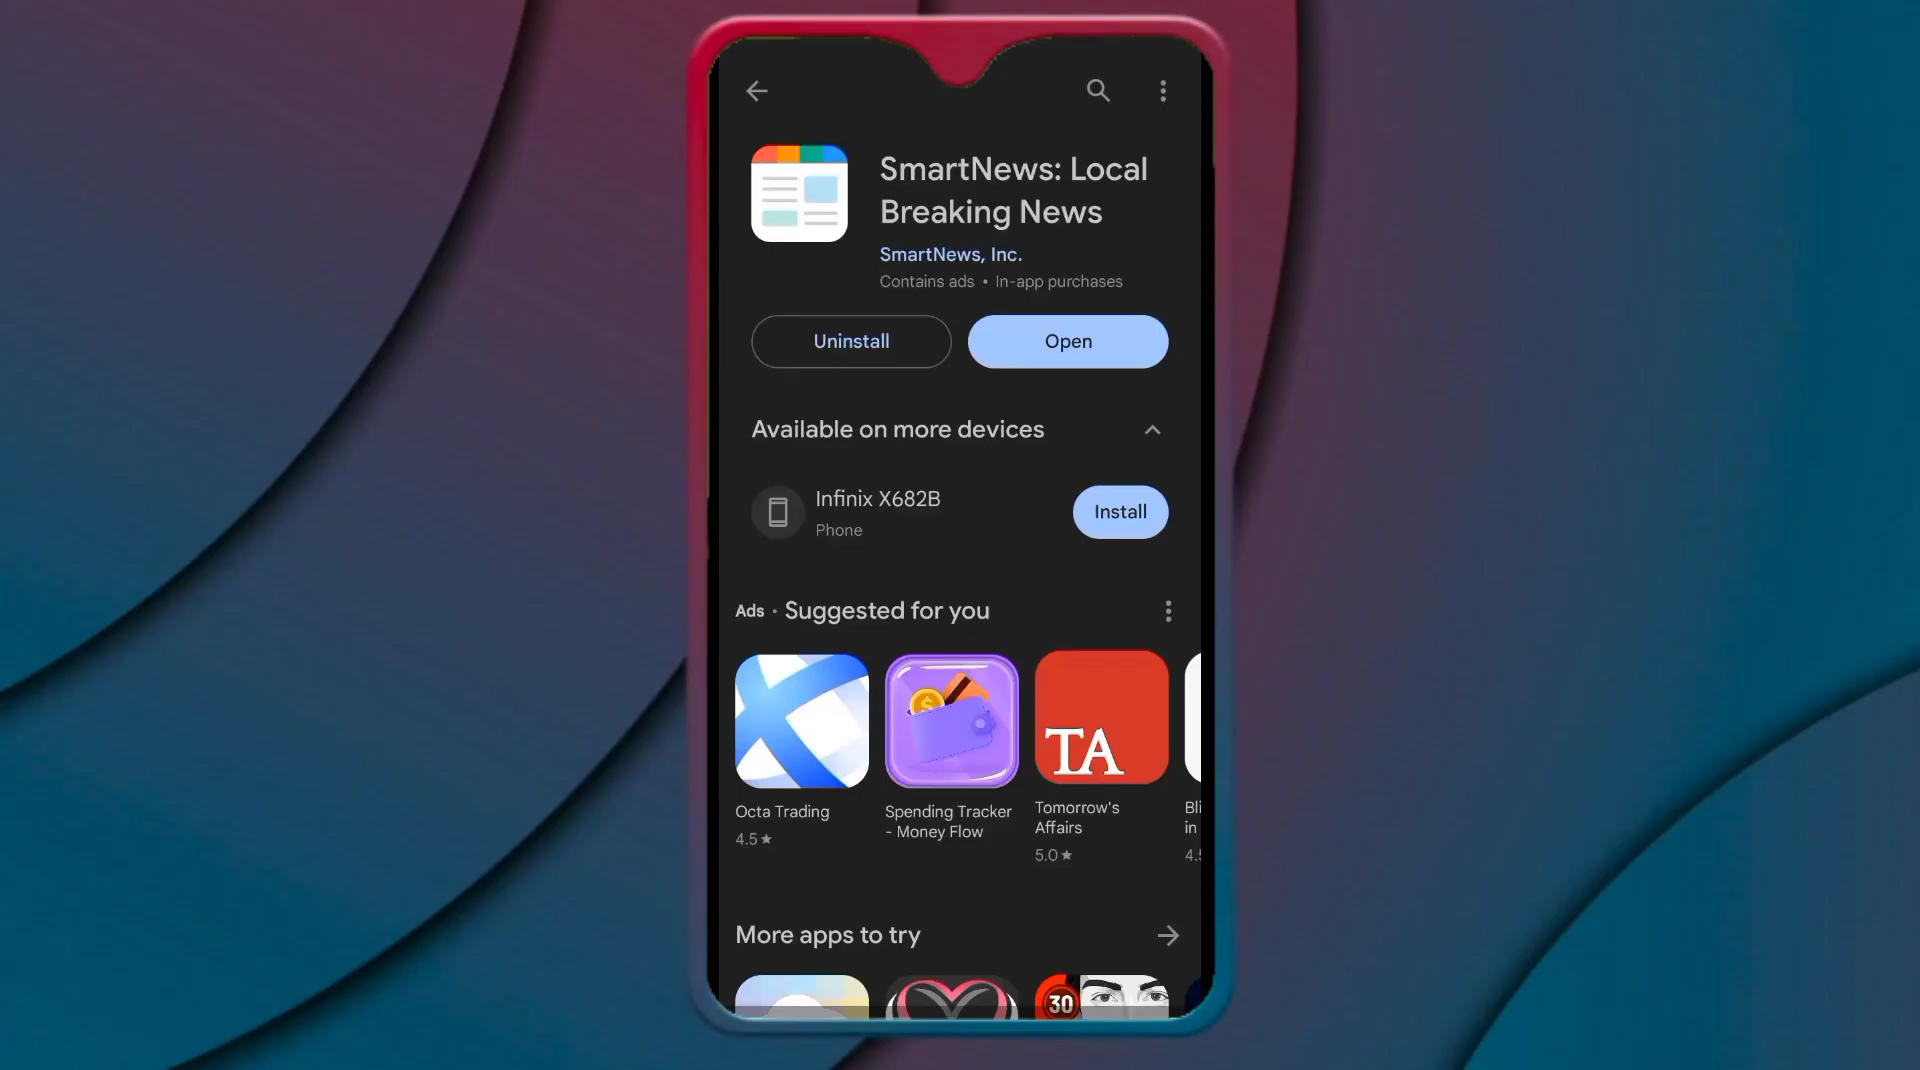 SmartNews: Local
Breaking News
SmartNews, Inc.
Contains ads • In-app purchases
Uninstall
Open
Available on more devices
Infinix X682B
Phone
Install
Ads · Suggested for you
TA
Octa Trading
4.5★
Spending Tracker
- Money Flow
Tomorrow's
Affairs
5.0★
in
More apps to try
30